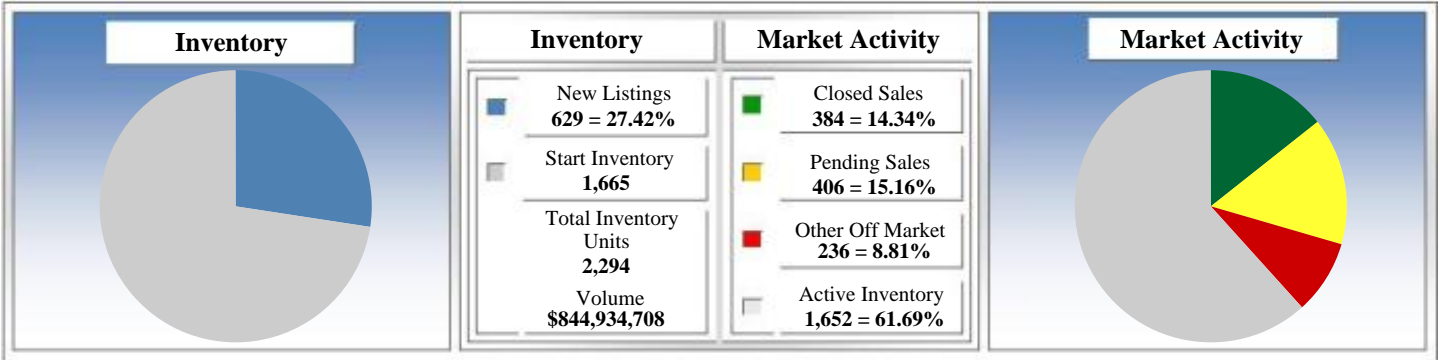 Inventory
Inventory
Market Activity
New Listings
629 = 27.42%
Start Inventory
1,665
Total Inventory
Units
2,294
Volume
$844,934,708
Closed Sales
384 = 14.34%
Pending Sales
406 = 15.16%
Other Off Market
236 = 8.81%
Active Inventory
1,652 = 61.69%
Market Activity